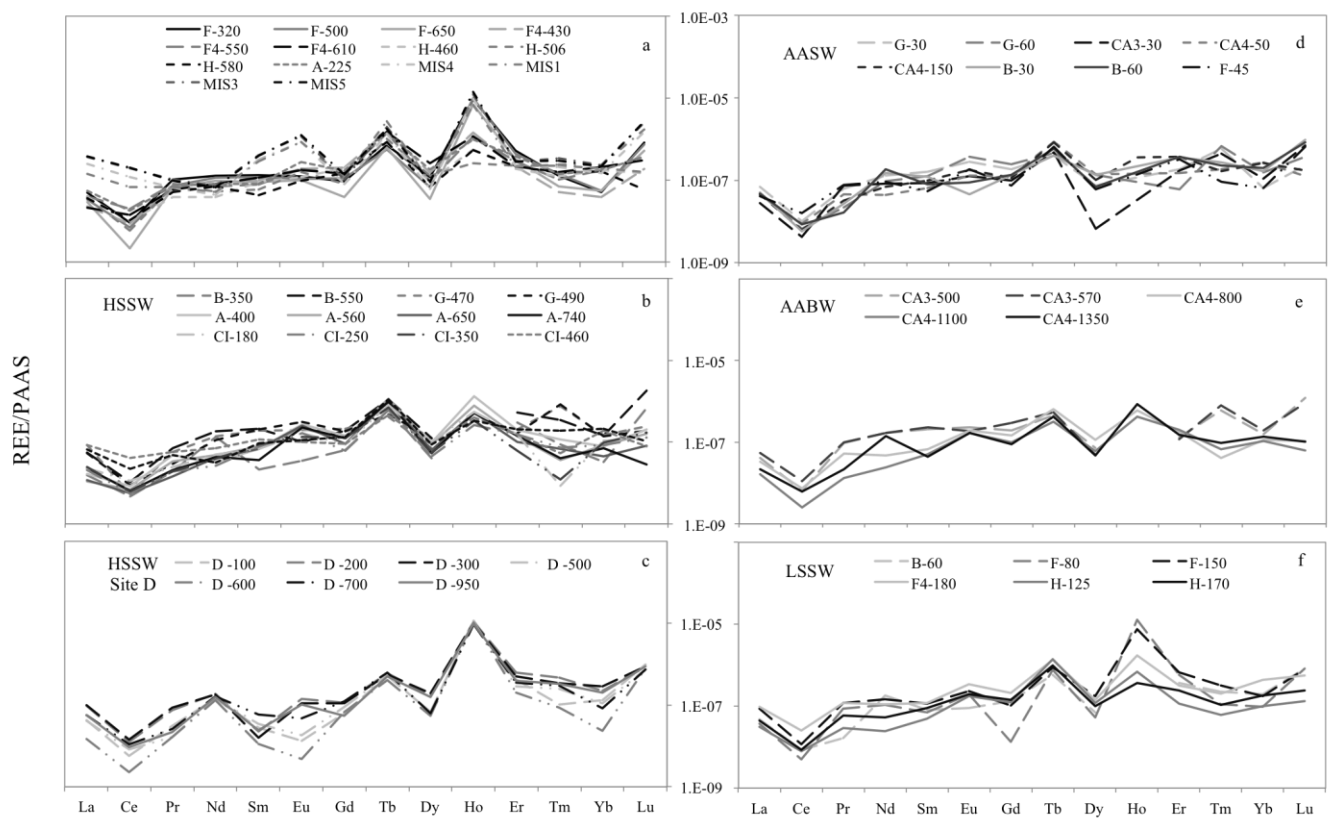 F-320 F-500 F-650 F4-430
F4-550 F4-610 H-460 H-506 a
H-580 A-225 MIS4 MIS1
MIS3 MIS5
1.0E-03
1.0E-05
1.0E-07
1.0E-09
AASW G-30 G-60 CA3-30 CA4-50 d
CA4-150 B-30 B-60 F-45
HSSW B-350 B-550 G-470 G-490 b
A-400 A-560 A-650 A-740
CI-180 CI-250 CI-350 CI-460
1.E-05
1.E-07
1.E-09
AABW CA3-500 CA3-570 CA4-800 e
CA4-1100 CA4-1350
REE/PAAS
HSSW D -100 D -200 D -300 D -500 c
Site D D -600 D -700 D -950
1.E-05
1.E-07
1.E-09
LSSW B-60 F-80 F-150 f
F4-180 H-125 H-170
La Ce Pr Nd Sm Eu Gd Tb Dy Ho Er Tm Yb Lu
La Ce Pr Nd Sm Eu Gd Tb Dy Ho Er Tm Yb Lu